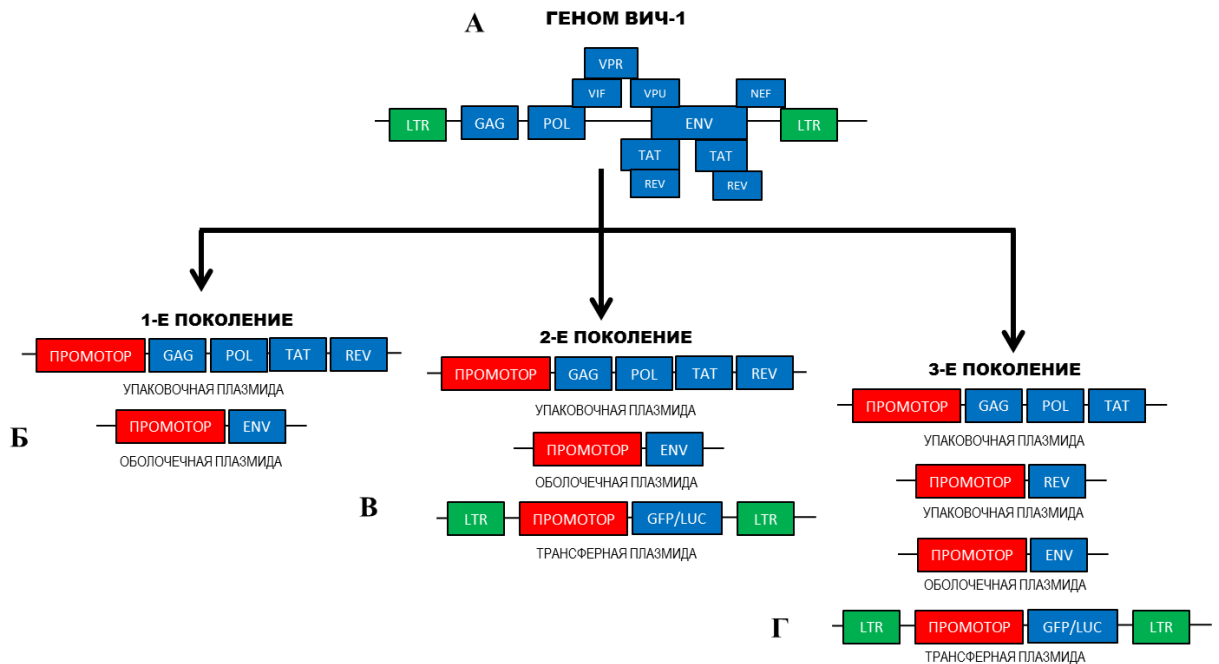 А
ГЕНОМ ВИЧ-1
VPR
VIF VPU NEF
LTR GAG POL ENV LTR
TAT TAT
REV REV
1-Е ПОКОЛЕНИЕ
ПРОМОТОР GAG POL TAT REV
УПАКОВОЧНАЯ ПЛАЗМИДА
Б
ПРОМОТОР ENV
ОБОЛОЧЕЧНАЯ ПЛАЗМИДА
2-Е ПОКОЛЕНИЕ
ПРОМОТОР GAG POL TAT REV
УПАКОВОЧНАЯ ПЛАЗМИДА
ПРОМОТОР ENV
ОБОЛОЧЕЧНАЯ ПЛАЗМИДА
В
LTR ПРОМОТОР GFP/LUC LTR
ТРАНСФЕРНАЯ ПЛАЗМИДА
3-Е ПОКОЛЕНИЕ
ПРОМОТОР GAG POL TAT
УПАКОВОЧНАЯ ПЛАЗМИДА
ПРОМОТОР REV
УПАКОВОЧНАЯ ПЛАЗМИДА
ПРОМОТОР ENV
ОБОЛОЧЕЧНАЯ ПЛАЗМИДА
Г
LTR ПРОМОТОР GFP/LUC LTR
ТРАНСФЕРНАЯ ПЛАЗМИДА